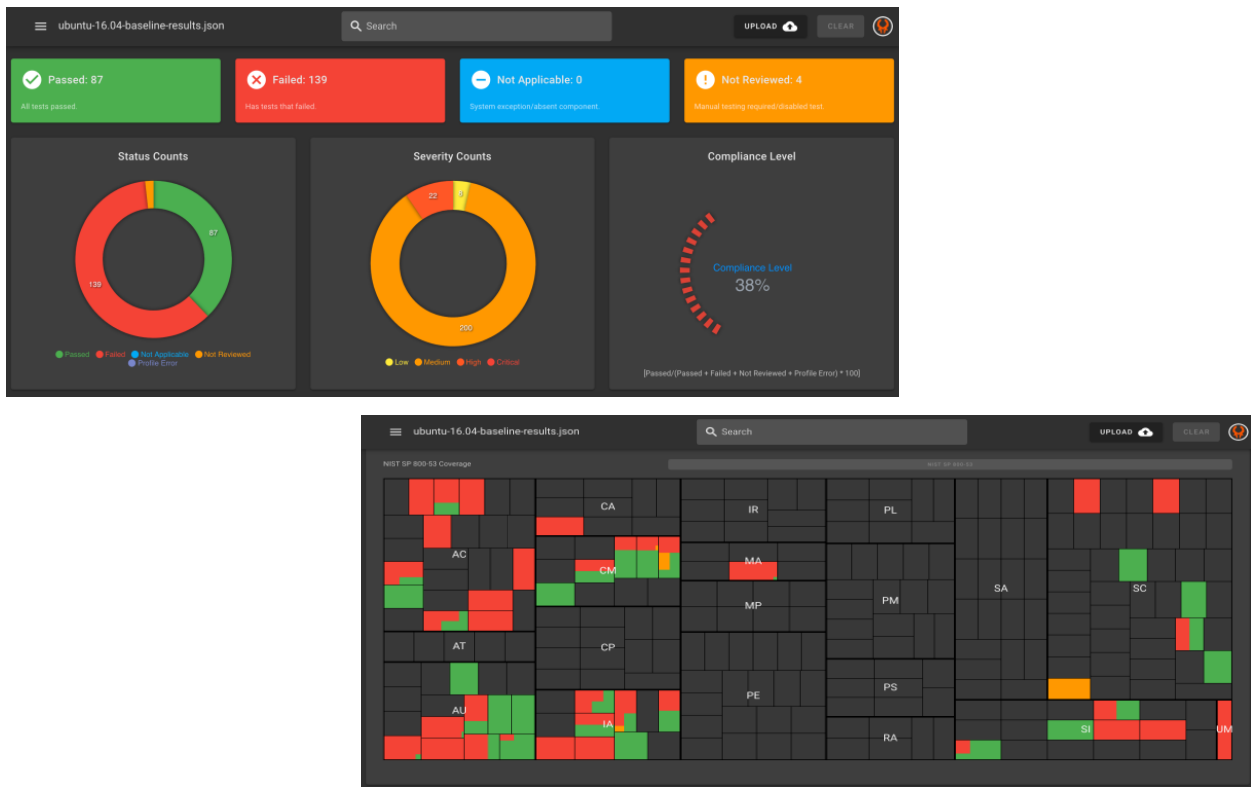 ubuntu-16.04-baseline-results.json
Search
UPLOAD
CLEAR
Passed: 87
All tests passed.
Failed: 139
Has tests that failed.
Not Applicable: 0
System exception/absent component.
Not Reviewed: 4
Manual testing required/disabled test.
Status Counts
87
139
Passed Failed Not Applicable Not Reviewed
Profile Error
Severity Counts
22
200
Low Medium High Critical
Compliance Level
Compliance Level
38%
[Passed/(Passed + Failed + Not Reviewed + Profile Error) * 100]
ubuntu-16.04-baseline-results.json
Search
UPLOAD
CLEAR
NIST SP 800-53 Coverage
NIST SP 800-53
CA
IR
PL
AC
CM
MA
MP
PM
SA
SC
AT
CP
AU
IA
PE
PS
RA
SI
UM